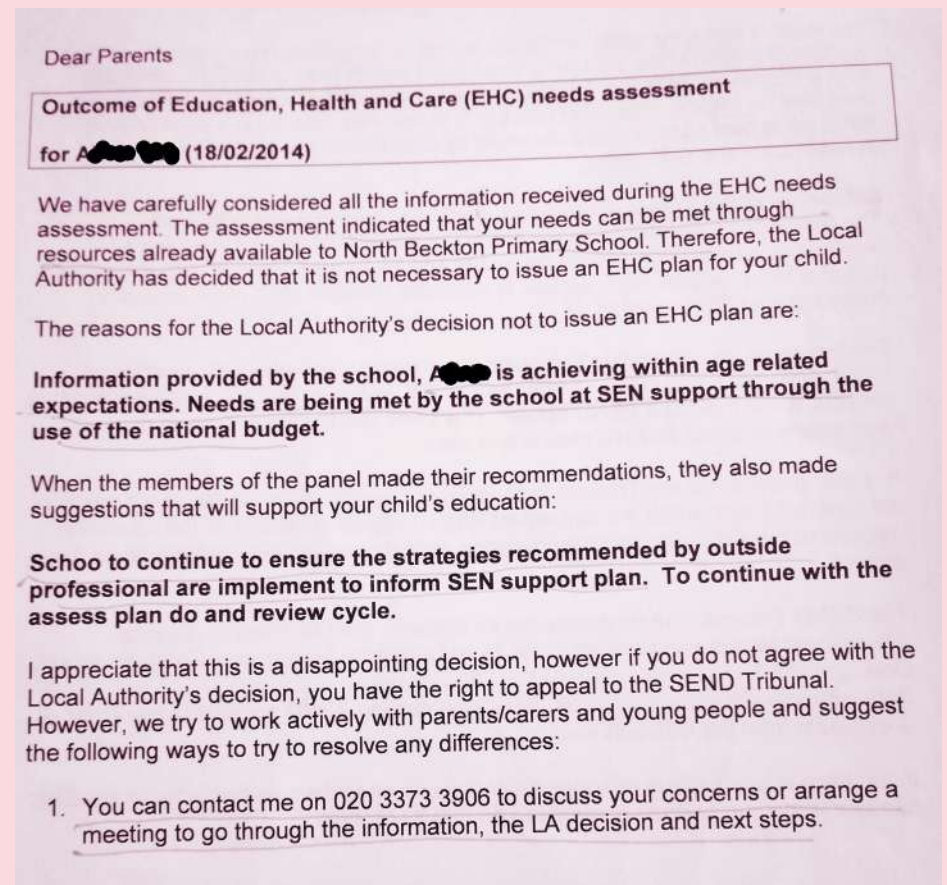 Dear Parents
Outcome of Education, Health and Care (EHC) needs assessment
for A (18/02/2014)
We have carefully considered all the information received during the EHC needs
assessment. The assessment indicated that your needs can be met through
resources already available to North Beckton Primary School. Therefore, the Local
Authority has decided that it is not necessary to issue an EHC plan for your child.
The reasons for the Local Authority's decision not to issue an EHC plan are:
Information provided by the school, A is achieving within age related
expectations. Needs are being met by the school at SEN support through the
use of the national budget.
When the members of the panel made their recommendations, they also made
suggestions that will support your child's education:
Schoo to continue to ensure the strategies recommended by outside
professional are implement to inform SEN support plan. To continue with the
assess plan do and review cycle.
I appreciate that this is a disappointing decision, however if you do not agree with the
Local Authority's decision, you have the right to appeal to the SEND Tribunal.
However, we try to work actively with parents/carers and young people and suggest
the following ways to try to resolve any differences:
1. You can contact me on 020 3373 3906 to discuss your concerns or arrange a
meeting to go through the information, the LA decision and next steps.